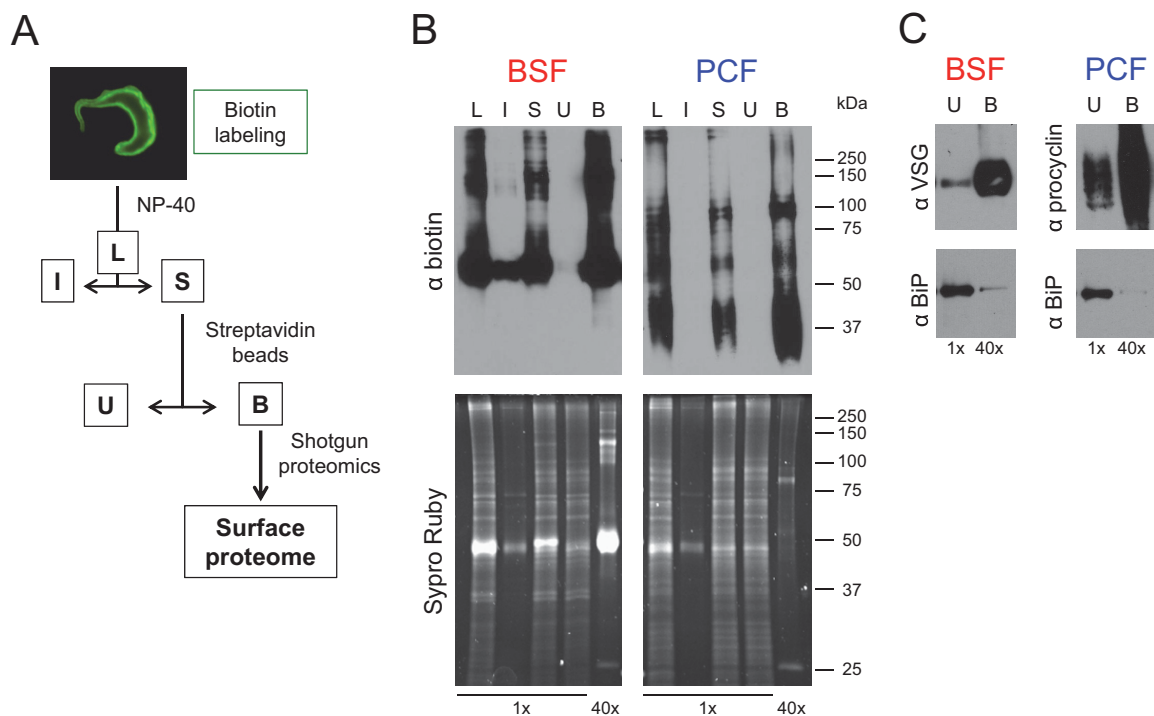 A
Biotin
labeling
NP-40
L
I
S
Streptavidin
beads
U
B
Shotgun
proteomics
Surface
proteome
B
BSF
PCF
L I S U B
L I S U B
kDa
α biotin
250
150
100
75
50
37
Sypro Ruby
250
150
100
75
50
37
25
1x
40x
1x
40x
C
BSF
PCF
U B
U B
α VSG
α procyclin
α BiP
α BiP
1x 40x
1x 40x